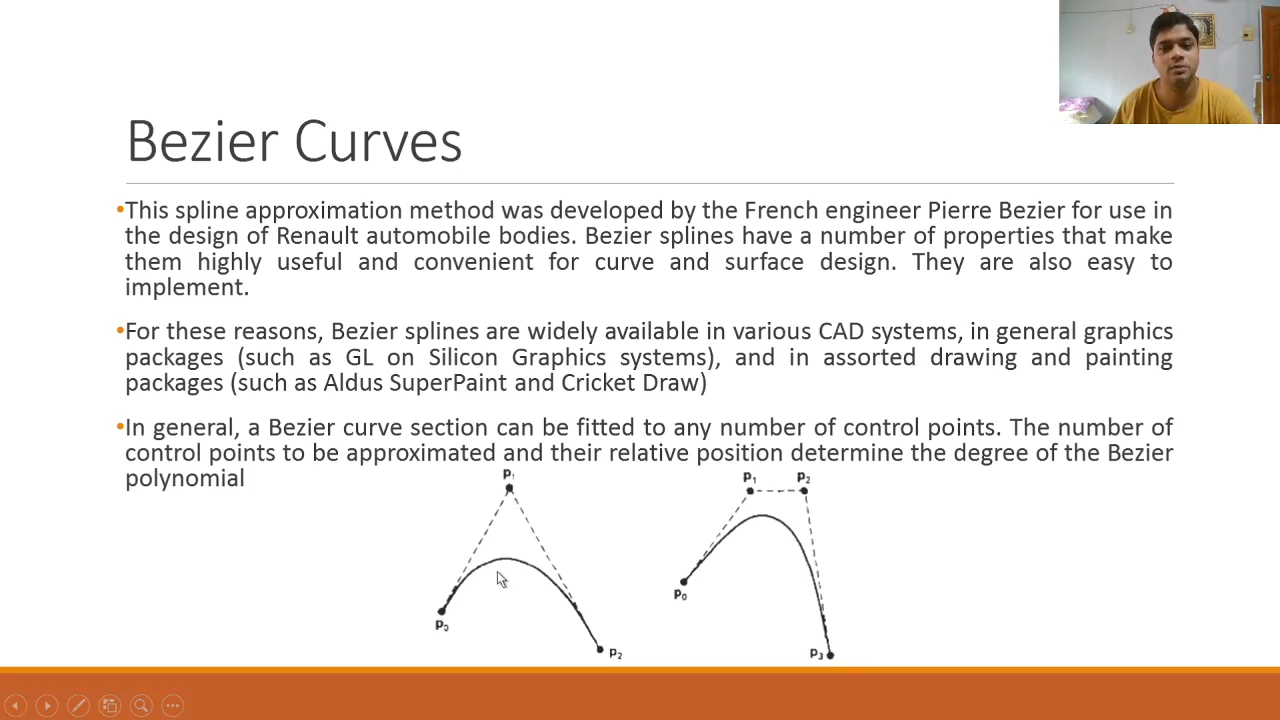 Bezier Curves
•This spline approximation method was developed by the French engineer Pierre Bezier for use in
the design of Renault automobile bodies. Bezier splines have a number of properties that make
them highly useful and convenient for curve and surface design. They are also easy to
implement.
•For these reasons, Bezier splines are widely available in various CAD systems, in general graphics
packages (such as GL on Silicon Graphics systems), and in assorted drawing and painting
packages (such as Aldus SuperPaint and Cricket Draw)
•In general, a Bezier curve section can be fitted to any number of control points. The number of
control points to be approximated and their relative position determine the degree of the Bezier
polynomial
p1
p0
p2
p1 p2
p0
p3